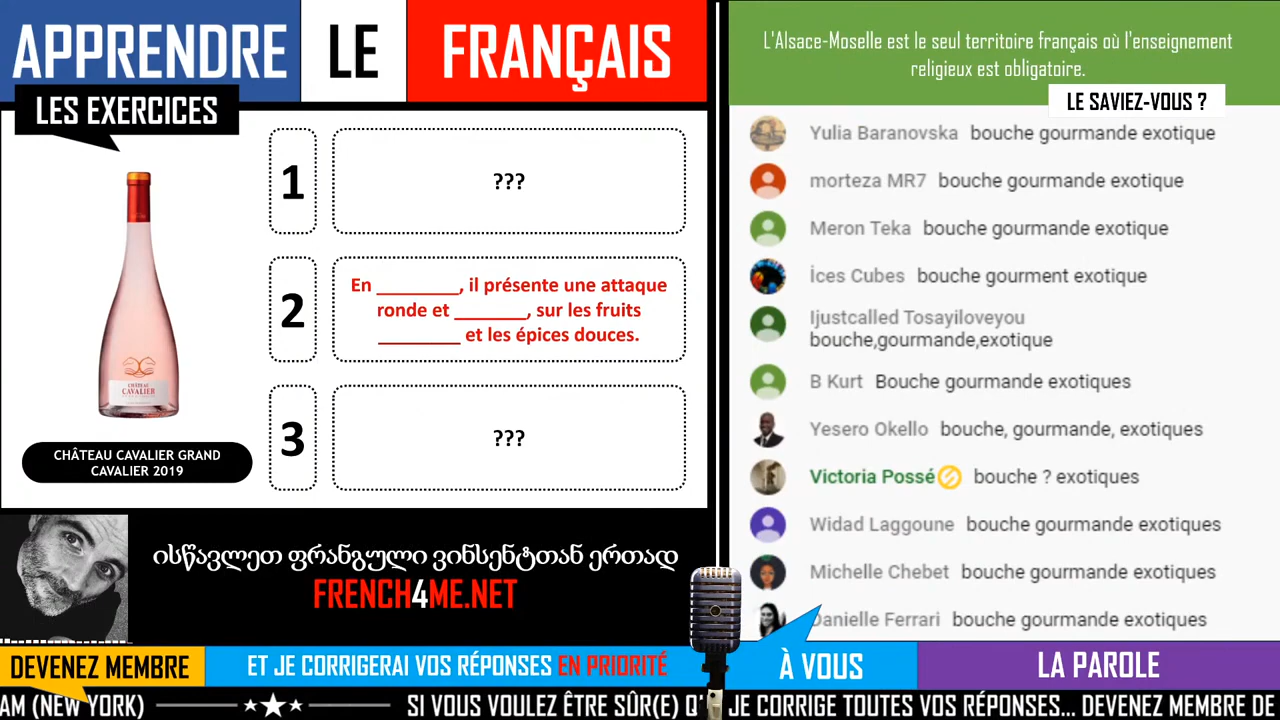 APPRENDRE LE FRANÇAIS
LES EXERCICES
1
???
2
En ________, il présente une attaque
ronde et _______, sur les fruits
________ et les épices douces.
3
???
CHÂTEAU
CAVALIER
CHÂTEAU CAVALIER GRAND
CAVALIER 2019
ისწავლეთ ფრანგული ვინსენტთან ერთად
FRENCH4ME.NET
L'Alsace-Moselle est le seul territoire français où l'enseignement
religieux est obligatoire.
LE SAVIEZ-VOUS ?
Yulia Baranovska bouche gourmande exotique
morteza MR7 bouche gourmande exotique
Meron Teka bouche gourmande exotique
İces Cubes bouche gourment exotique
Ijustcalled Tosayiloveyou
bouche,gourmande,exotique
B Kurt Bouche gourmande exotiques
Yesero Okello bouche, gourmande, exotiques
Victoria Possé bouche ? exotiques
Widad Laggoune bouche gourmande exotiques
Michelle Chebet bouche gourmande exotiques
Danielle Ferrari bouche gourmande exotiques
DEVENEZ MEMBRE ET JE CORRIGERAI VOS RÉPONSES EN PRIORITÉ À VOUS LA PAROLE
AM (NEW YORK) SI VOUS VOULEZ ÊTRE SÛR(E) Q' JE CORRIGE TOUTES VOS RÉPONSES... DEVENEZ MEMBRE DE